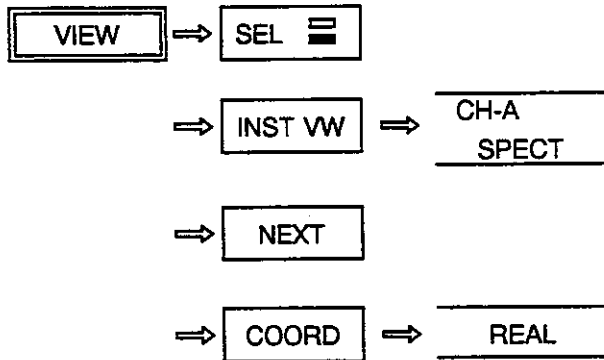 VIEW
SEL
INST VW
CH-A
SPECT
NEXT
COORD
REAL